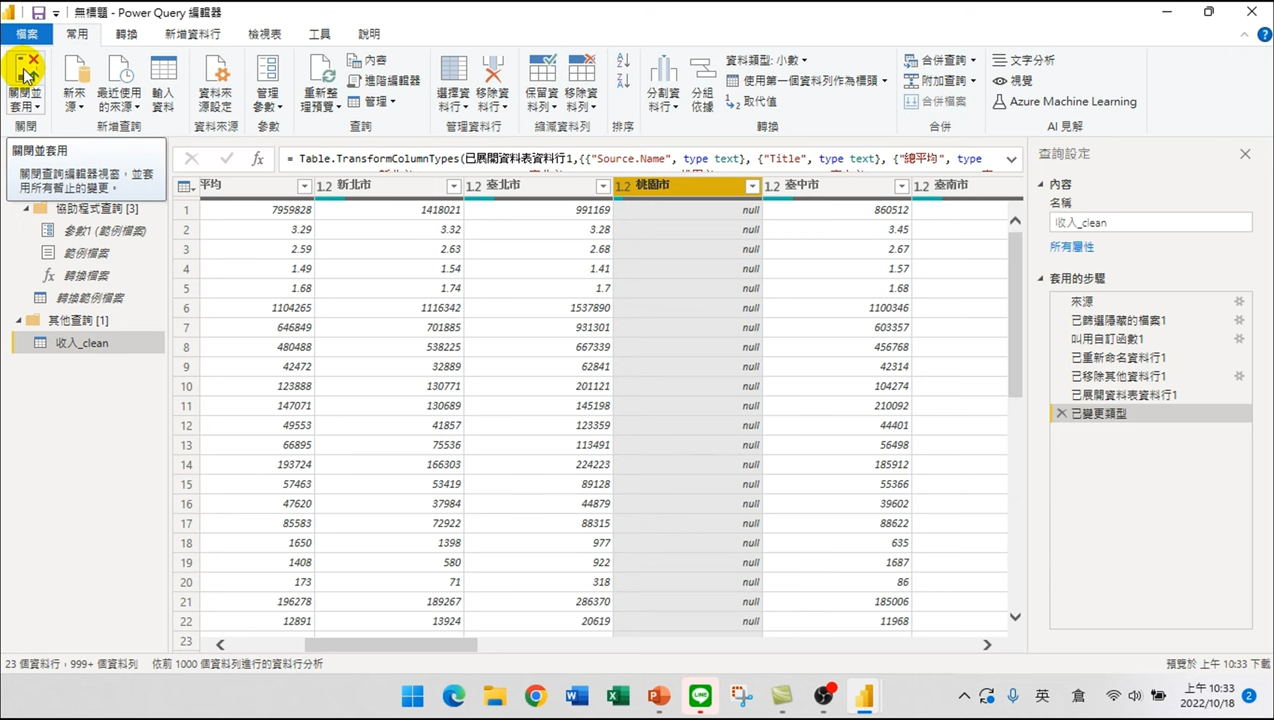 無標題 - Power Query 編輯器
檔案 常用 轉換 新增資料行 檢視表 工具 說明
關閉並套用 新來源 最近使用的來源 輸入資料 資料來源設定 管理參數 重新整理預覽 內容 進階編輯器 管理 選擇資料行 移除資料行 保留資料列 移除資料列 分割資料行 分組依據 資料類型: 小數 使用第一個資料列作為標頭 取代值 合併查詢 附加查詢 合併檔案 文字分析 視覺 Azure Machine Learning
關閉 新增查詢 資料來源 參數 查詢 管理資料行 縮減資料列 排序 轉換 合併 AI 見解
關閉並套用
關閉查詢編輯器視窗，並套
用所有暫止的變更。
協助程式查詢 [3]
參數1 (範例檔案)
範例檔案
轉換檔案
轉換範例檔案
其他查詢 [1]
收入_clean
= Table.TransformColumnTypes(已展開資料表資料行1,{{"Source.Name", type text}, {"Title", type text}, {"總平均", type
平均 1.2 新北市 1.2 臺北市 1.2 桃園市 1.2 臺中市 1.2 臺南市
1 7959828 1418021 991169 null 860512
2 3.29 3.32 3.28 null 3.45
3 2.59 2.63 2.68 null 2.67
4 1.49 1.54 1.41 null 1.57
5 1.68 1.74 1.7 null 1.68
6 1104265 1116342 1537890 null 1100346
7 646849 701885 931301 null 603357
8 480488 538225 667339 null 456768
9 42472 32889 62841 null 42314
10 123888 130771 201121 null 104274
11 147071 130689 145198 null 210092
12 49553 41857 123359 null 44401
13 66895 75536 113491 null 56498
14 193724 166303 224223 null 185912
15 57463 53419 89128 null 55366
16 47620 37984 44879 null 39602
17 85583 72922 88315 null 88622
18 1650 1398 977 null 635
19 1408 580 922 null 1687
20 173 71 318 null 86
21 196278 189267 286370 null 185006
22 12891 13924 20619 null 11968
23
查詢設定
內容
名稱
收入_clean
所有屬性
套用的步驟
來源
已篩選隱藏的檔案1
叫用自訂函數1
已重新命名資料行1
已移除其他資料行1
已展開資料表資料行1
已變更類型
23 個資料行，999+ 個資料列 依前 1000 個資料列進行的資料行分析 預覽於 上午 10:33 下載
英 倉 上午 10:33
2022/10/18 2